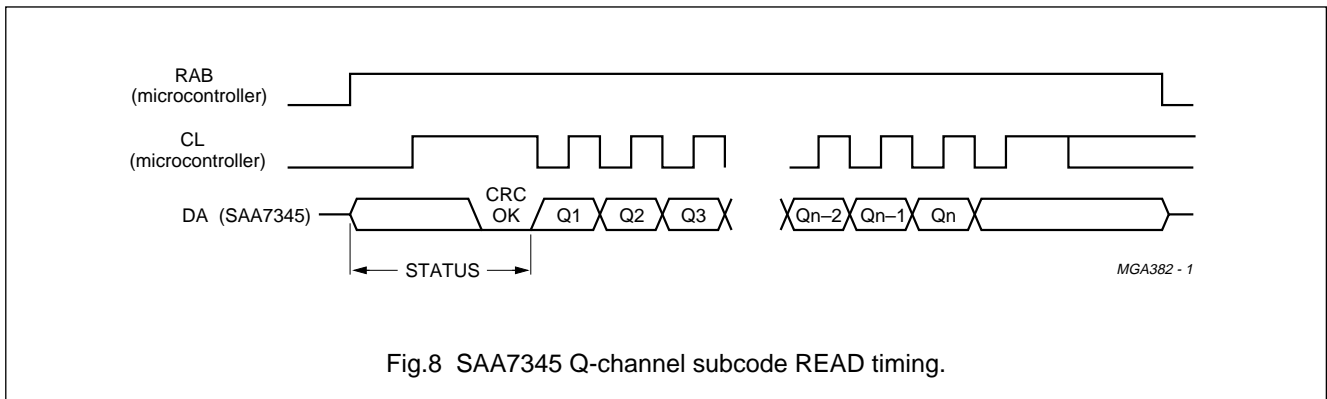 RAB
(microcontroller)
CL
(microcontroller)
DA (SAA7345)
CRC
OK
Q1
Q2
Q3
Qn–2
Qn–1
Qn
STATUS
MGA382 - 1
Fig.8 SAA7345 Q-channel subcode READ timing.